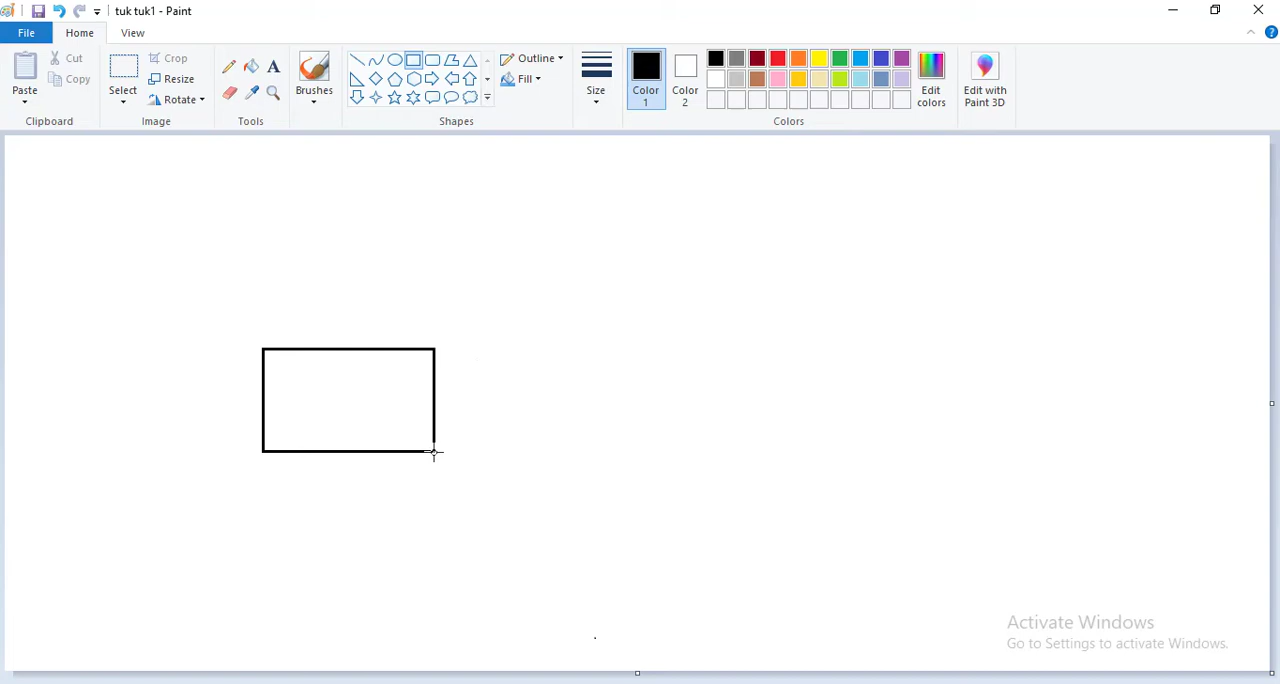 tuk tuk1 - Paint
File
Home
View
Paste
Cut
Copy
Clipboard
Select
Crop
Resize
Rotate
Image
A
Tools
Brushes
Outline
Fill
Shapes
Size
Color
1
Color
2
Edit
colors
Colors
Edit with
Paint 3D
?
Activate Windows
Go to Settings to activate Windows.